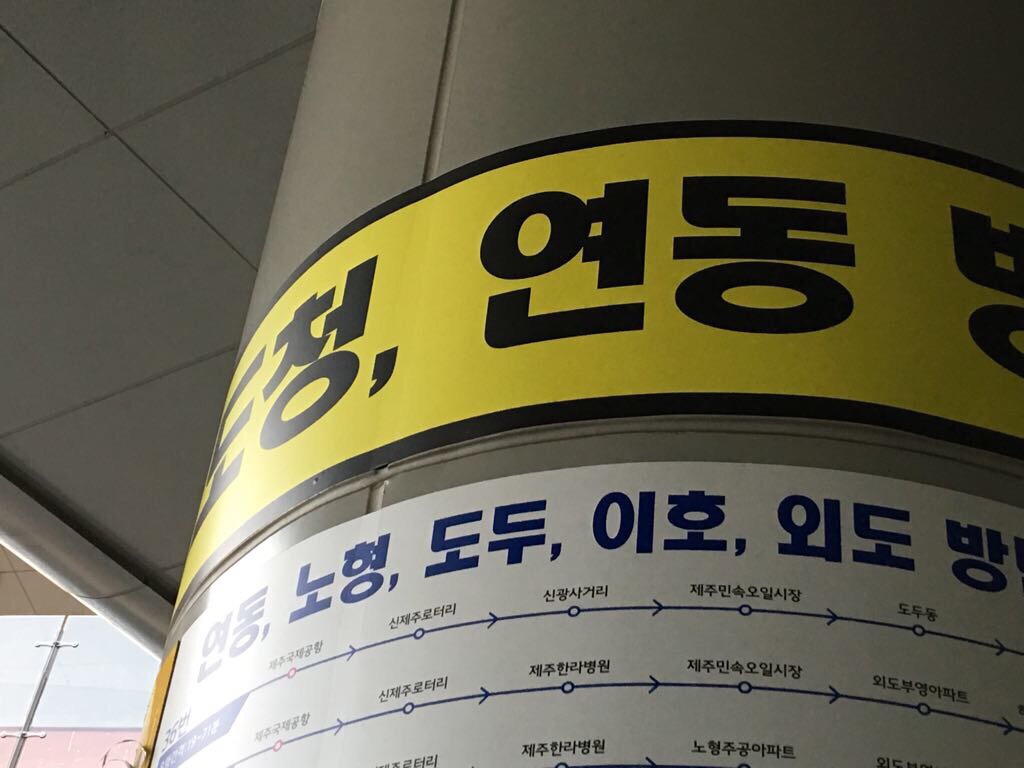 도청, 연동
연동, 노형, 도두, 이호, 외도 방
제주국제공항 신제주로터리 신광사거리 제주민속오일시장 도두동
36번
제주국제공항 신제주로터리 제주한라병원 제주민속오일시장 외도부영아파트
제주한라병원 노형주공아파트